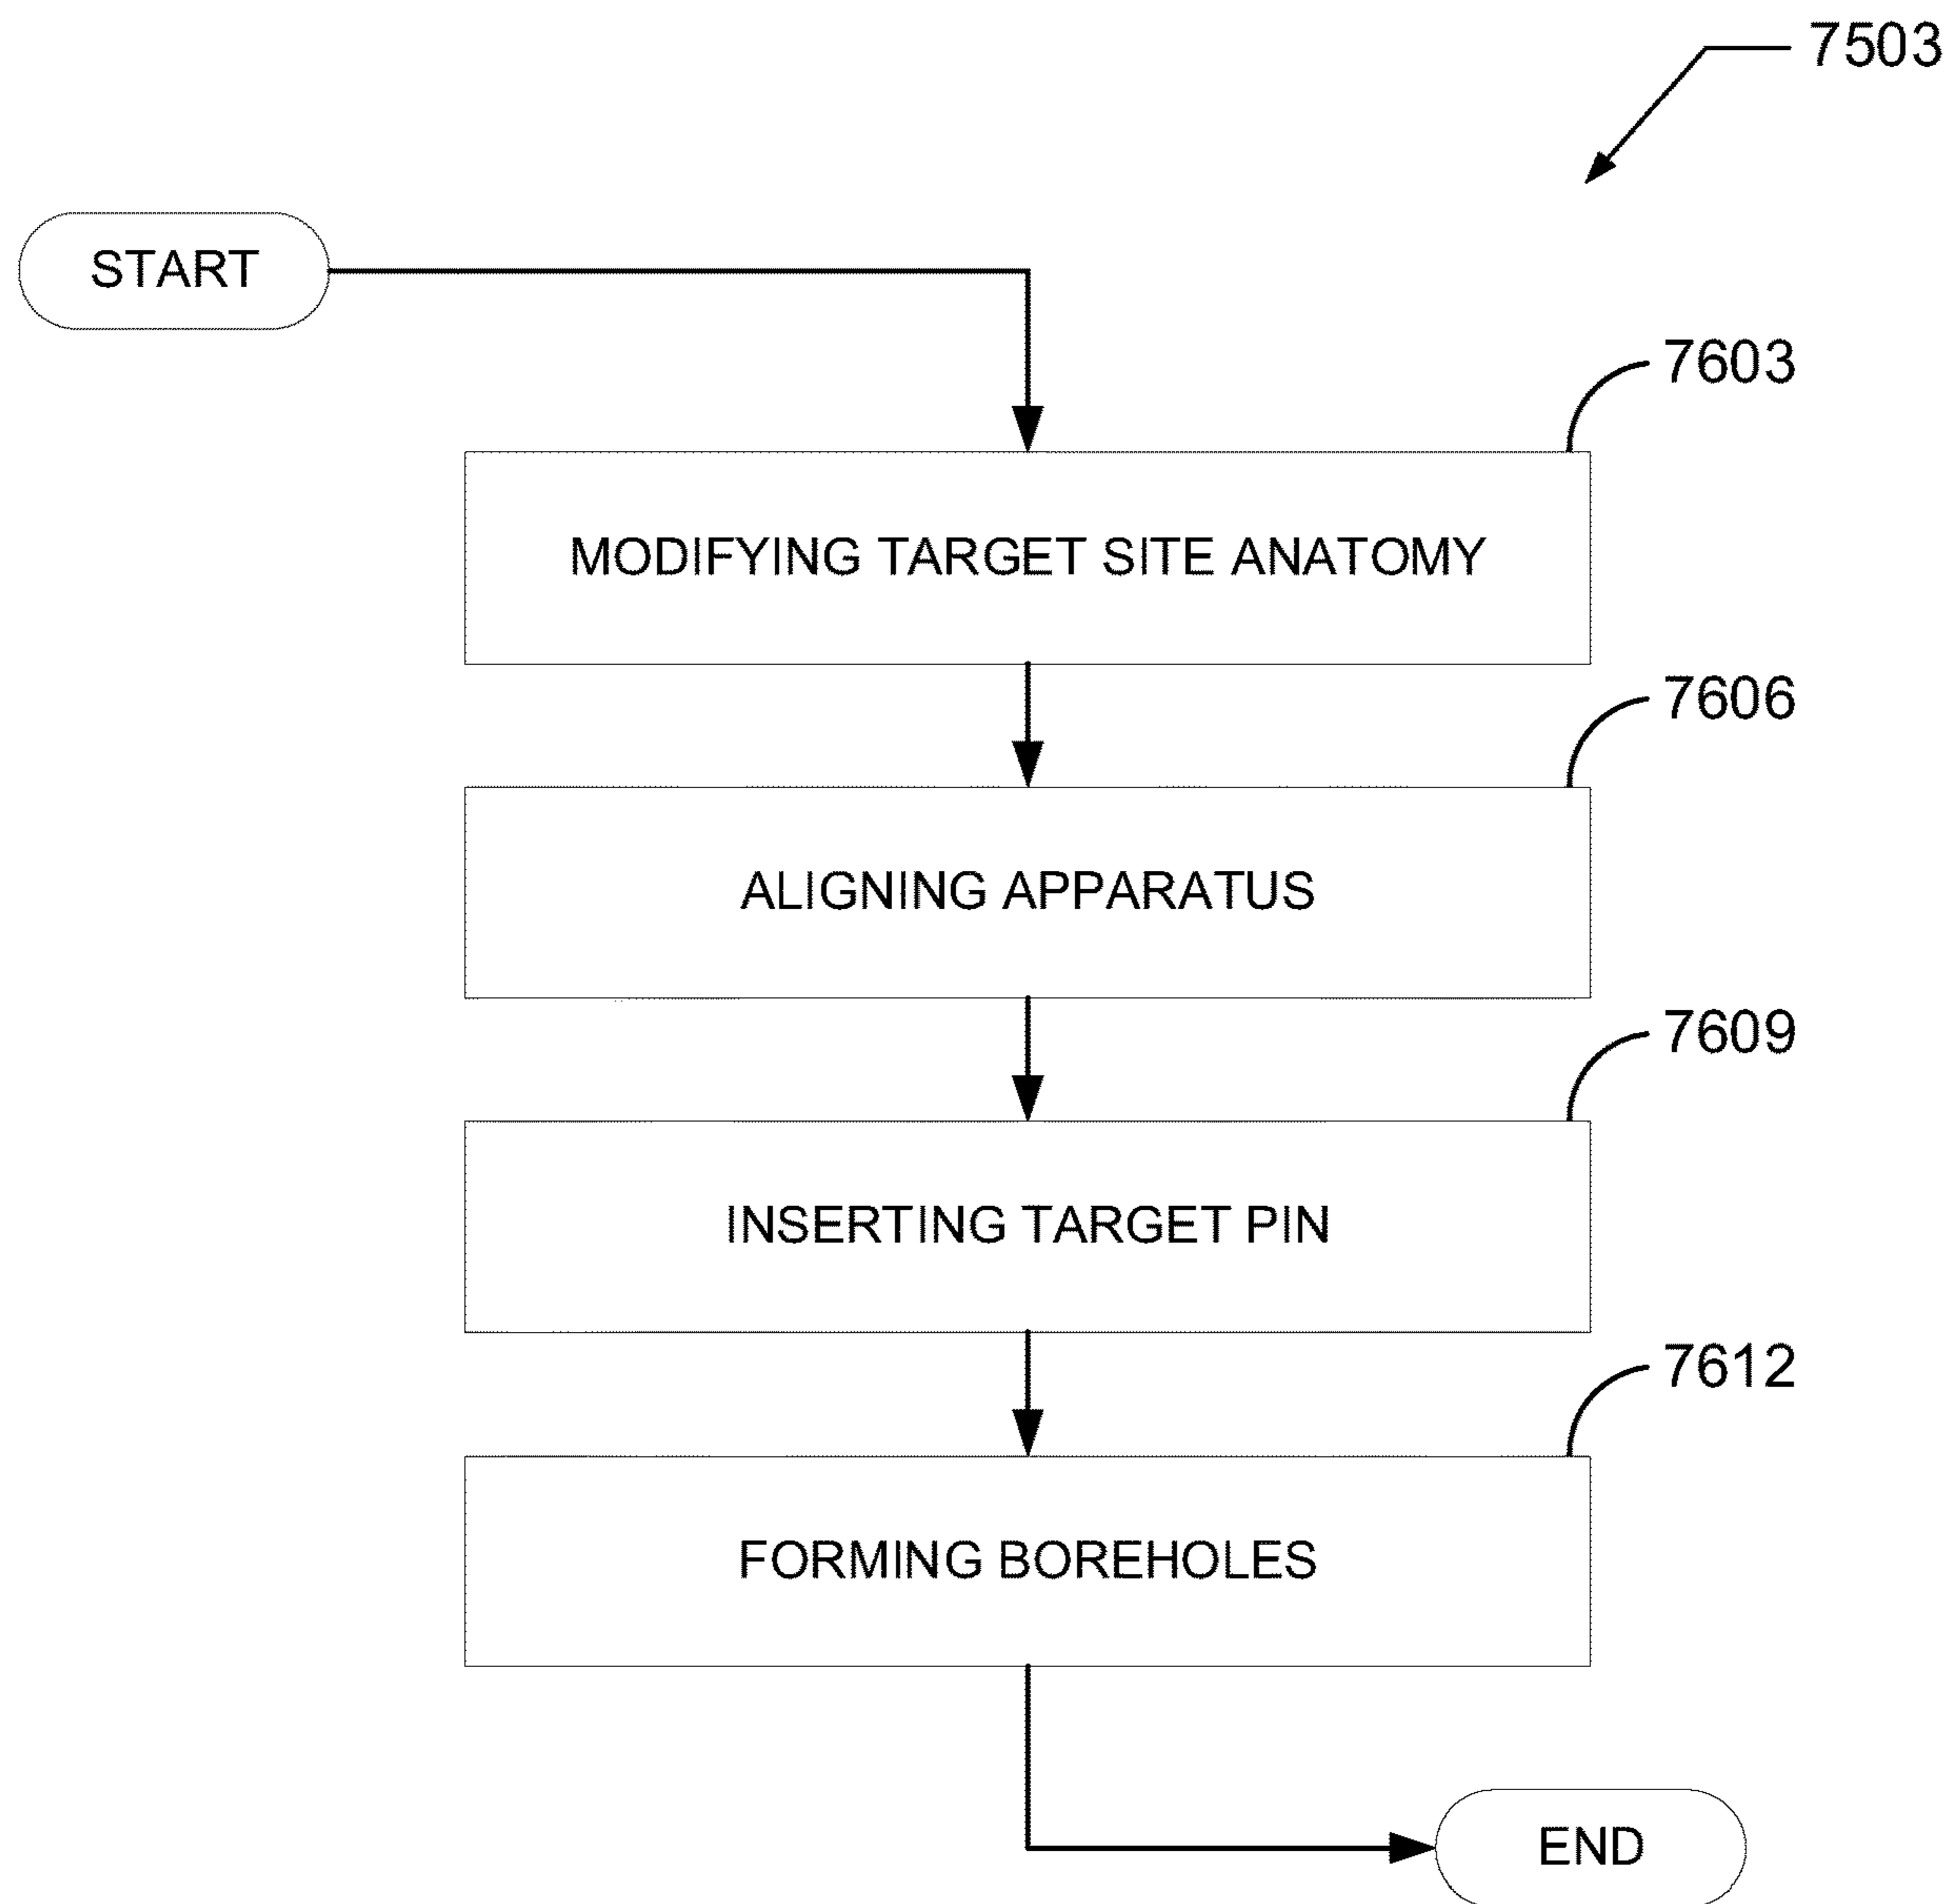 7503
START
7603
MODIFYING TARGET SITE ANATOMY
7606
ALIGNING APPARATUS
7609
INSERTING TARGET PIN
7612
FORMING BOREHOLES
END